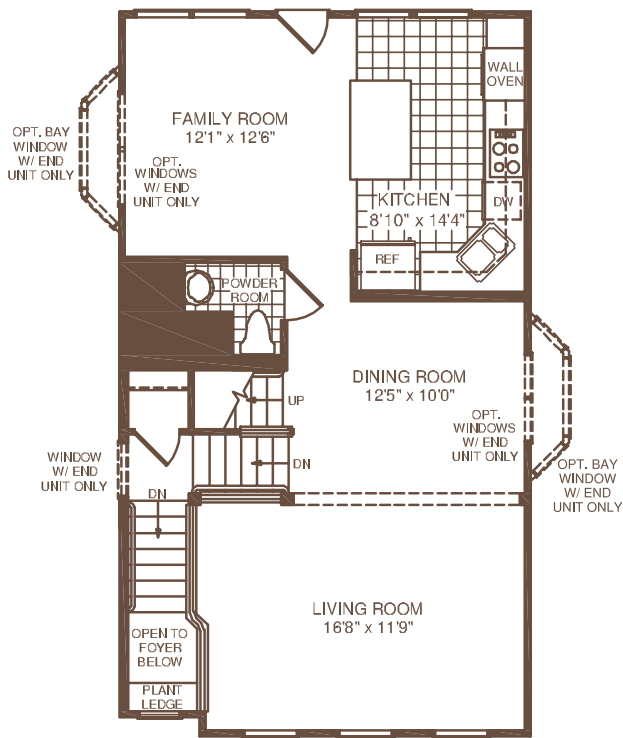 WALL
OVEN
FAMILY ROOM
12'1" x 12'6"
OPT. BAY
WINDOW
W/ END
UNIT ONLY
OPT.
WINDOWS
W/ END
UNIT ONLY
KITCHEN
8'10" x 14'4"
DW
REF
POWDER
ROOM
DINING ROOM
12'5" x 10'0"
UP
OPT.
WINDOWS
W/ END
UNIT ONLY
WINDOW
W/ END
UNIT ONLY
DN
OPT. BAY
WINDOW
W/ END
UNIT ONLY
DN
LIVING ROOM
16'8" x 11'9"
OPEN TO
FOYER
BELOW
PLANT
LEDGE